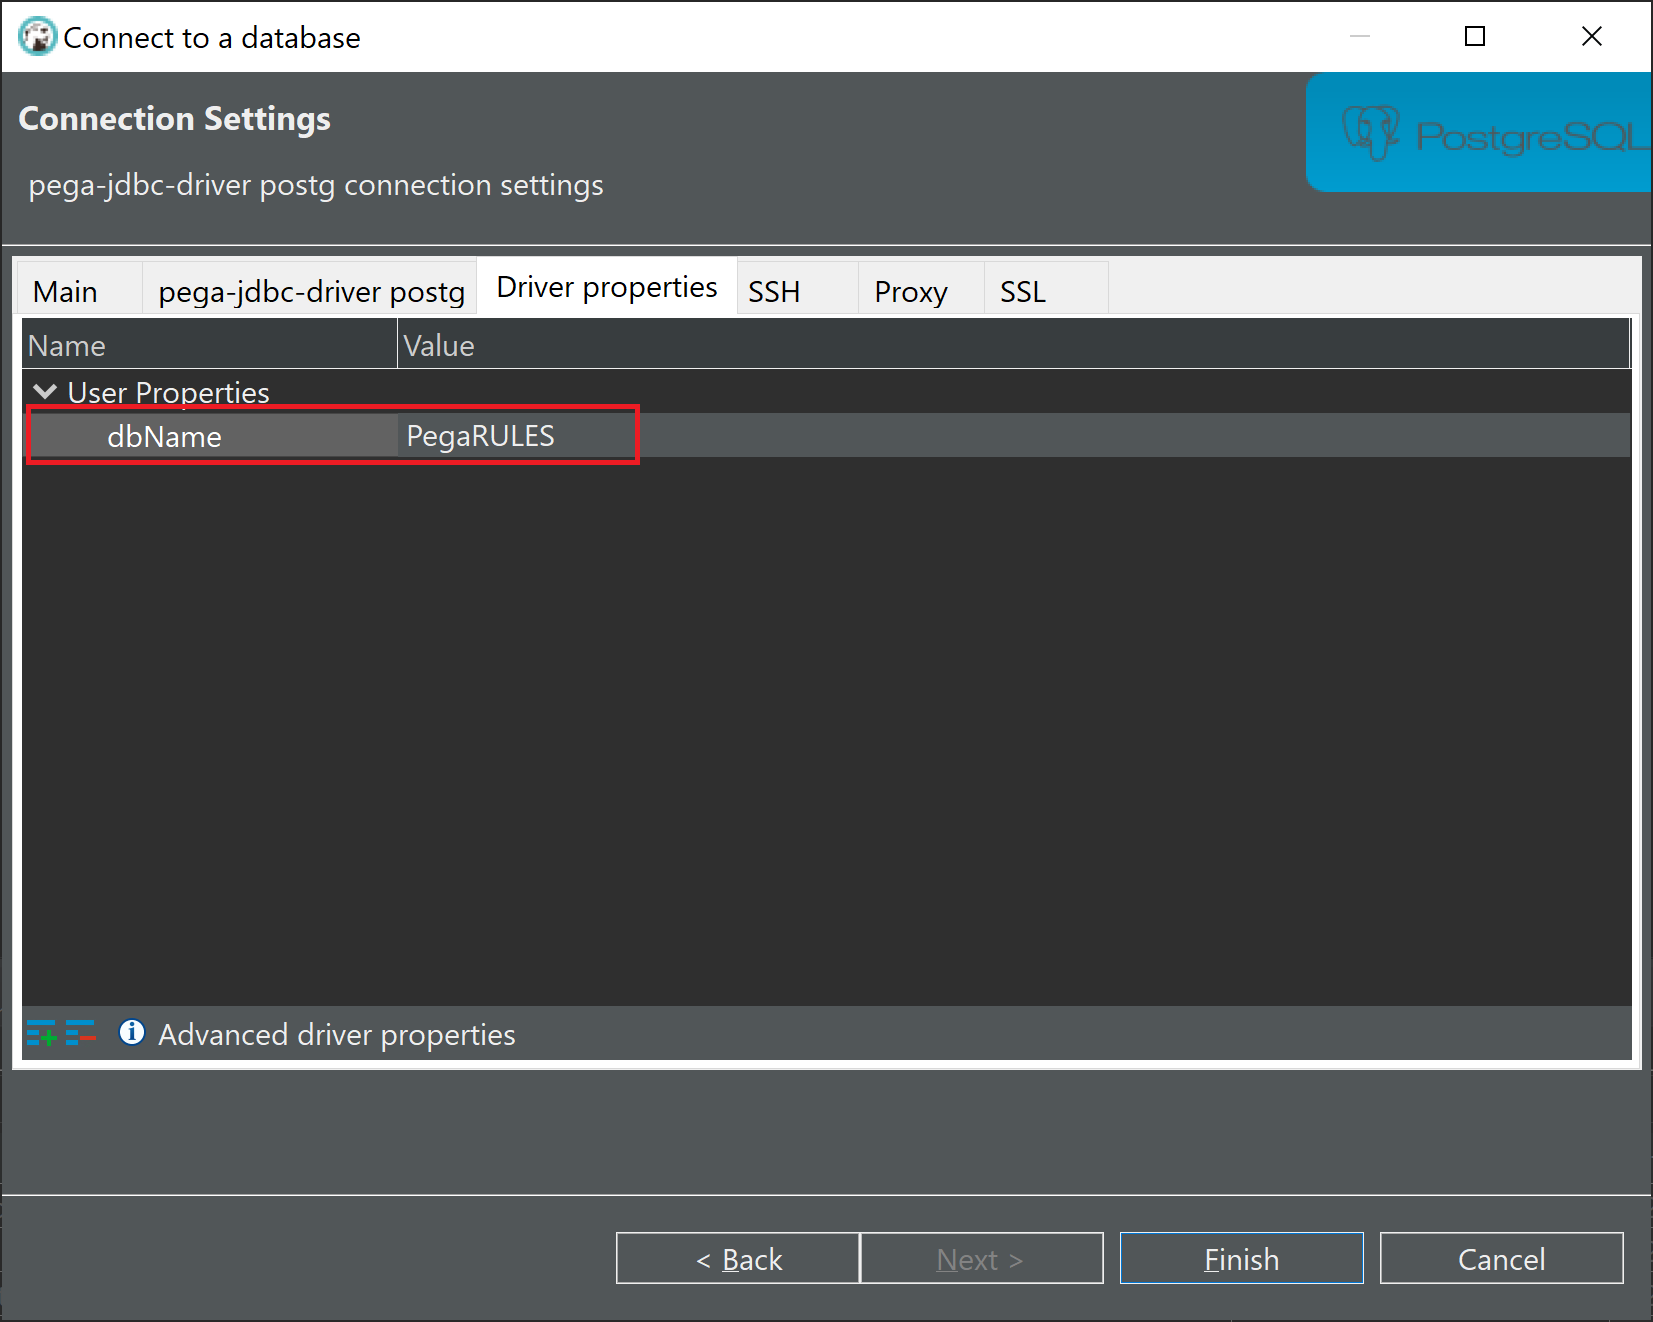 Connect to a database
Connection Settings
PostgreSQL
pega-jdbc-driver postg connection settings
Main pega-jdbc-driver postg Driver properties SSH Proxy SSL
Name Value
User Properties
dbName PegaRULES
Advanced driver properties
< Back Next > Finish Cancel